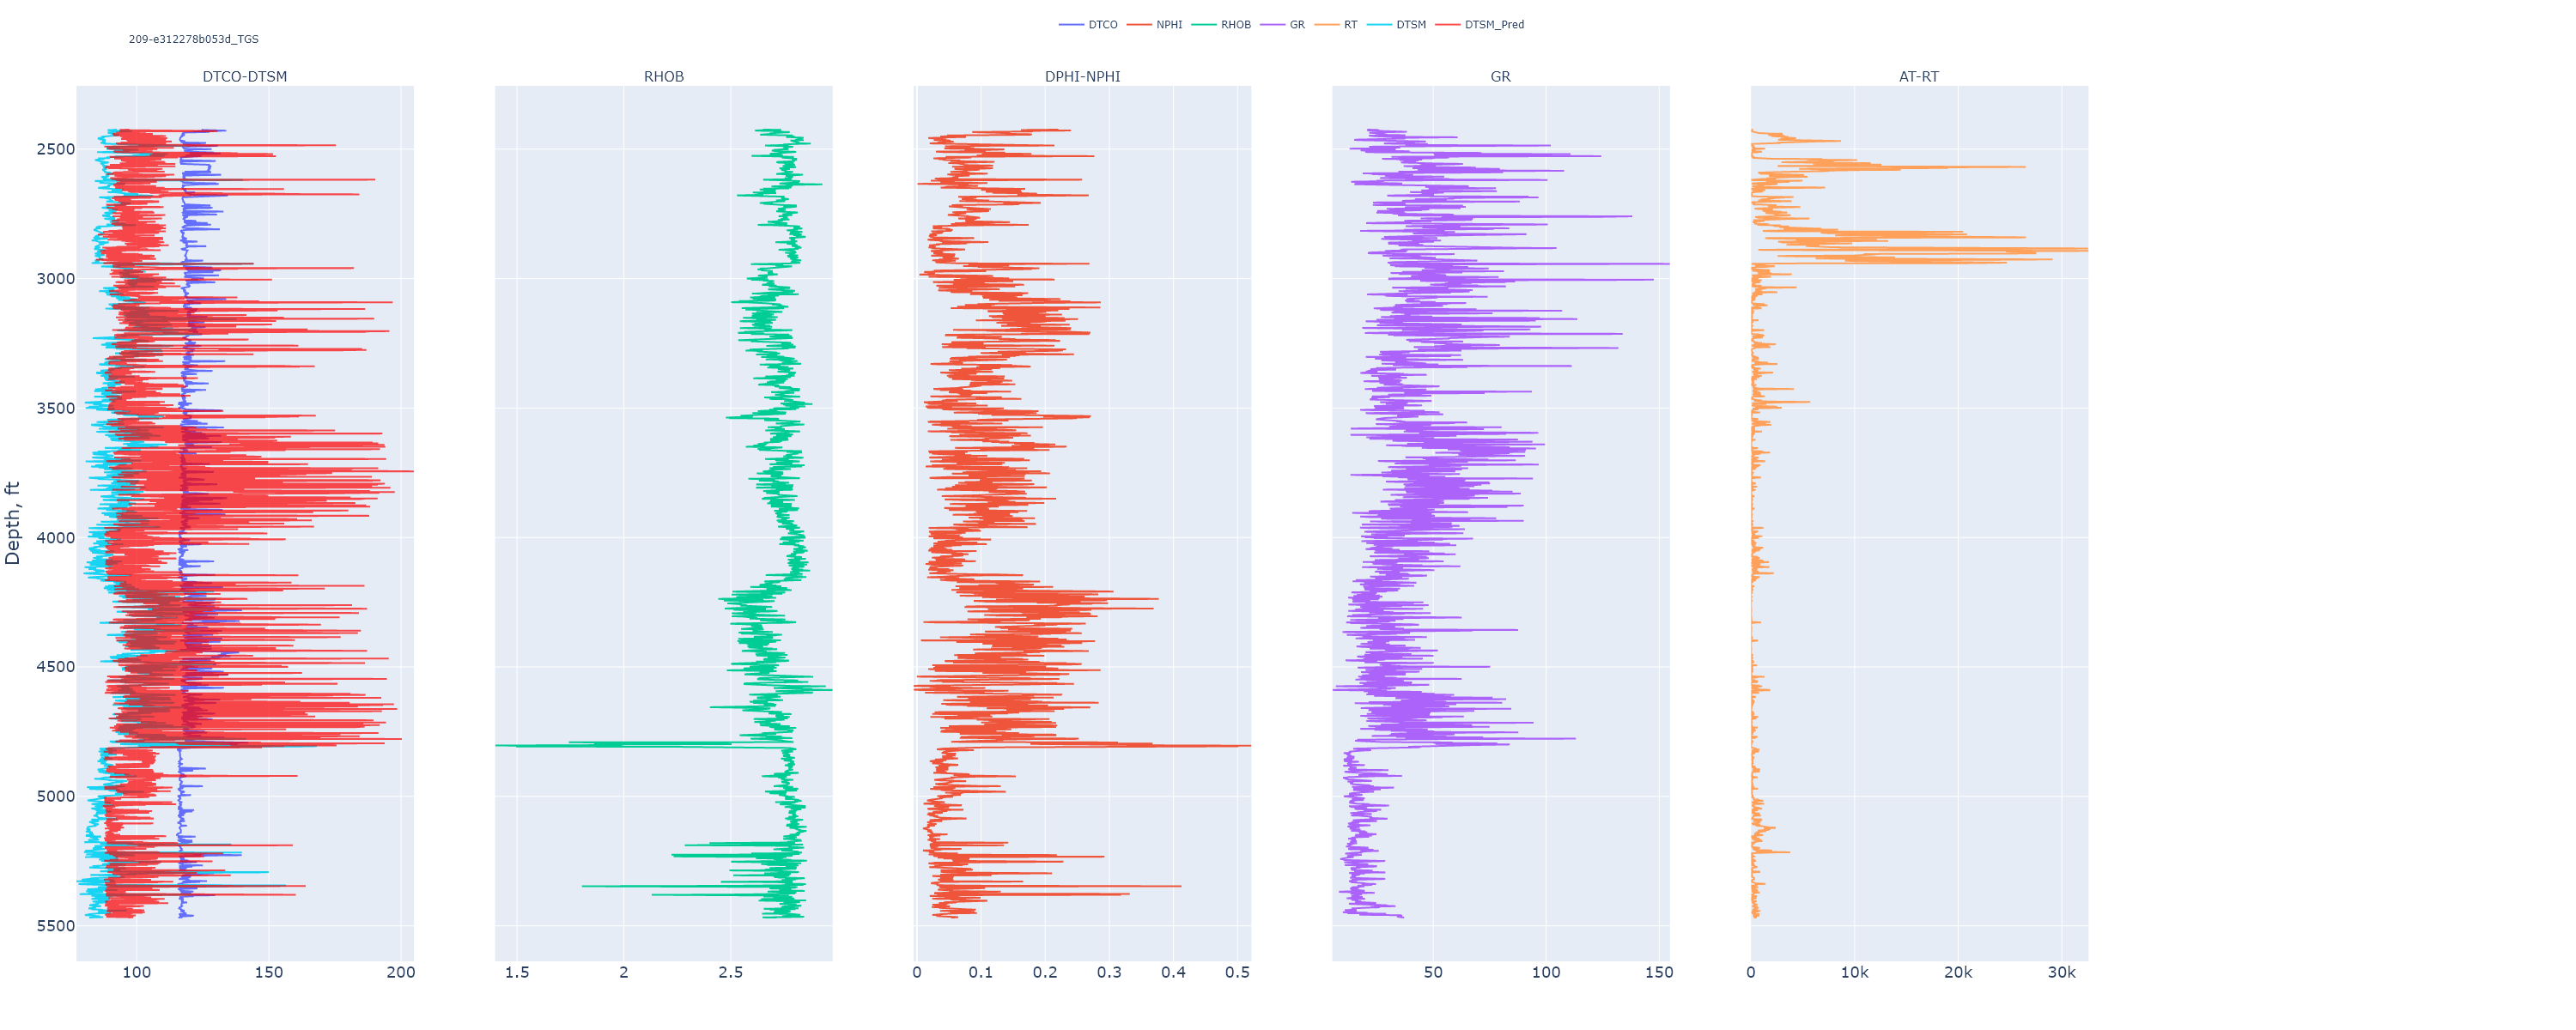 DTCO NPHI RHOB GR RT DTSM DTSM_Pred
209-e312278b053d_TGS
DTCO-DTSM RHOB DPHI-NPHI GR AT-RT
2500
3000
3500
4000
4500
5000
5500
Depth, ft
100 150 200 1.5 2 2.5 0 0.1 0.2 0.3 0.4 0.5 50 100 150 0 10k 20k 30k